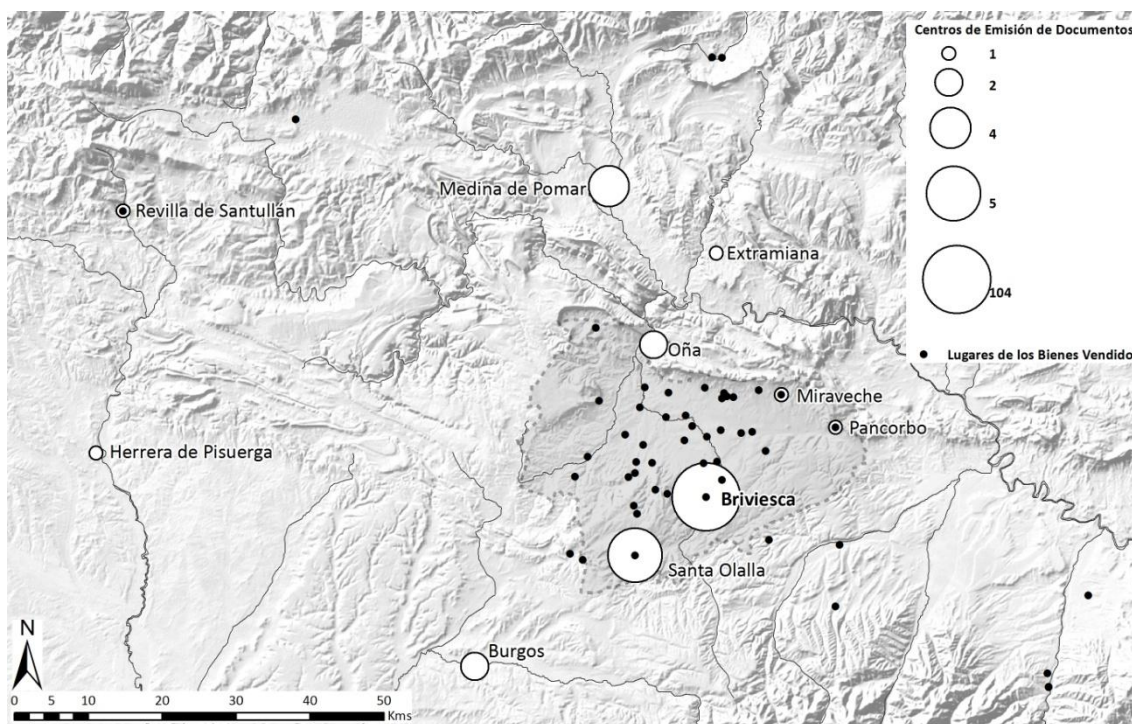 Centros de Emisión de Documentos
1
2
4
5
104
Lugares de los Bienes Vendido
Medina de Pomar
Revilla de Santullán
Extramiana
Oña
Miraveche
Pancorbo
Herrera de Pisuerga
Briviesca
Santa Olalla
Burgos
N
0 5 10 20 30 40 50
Kms